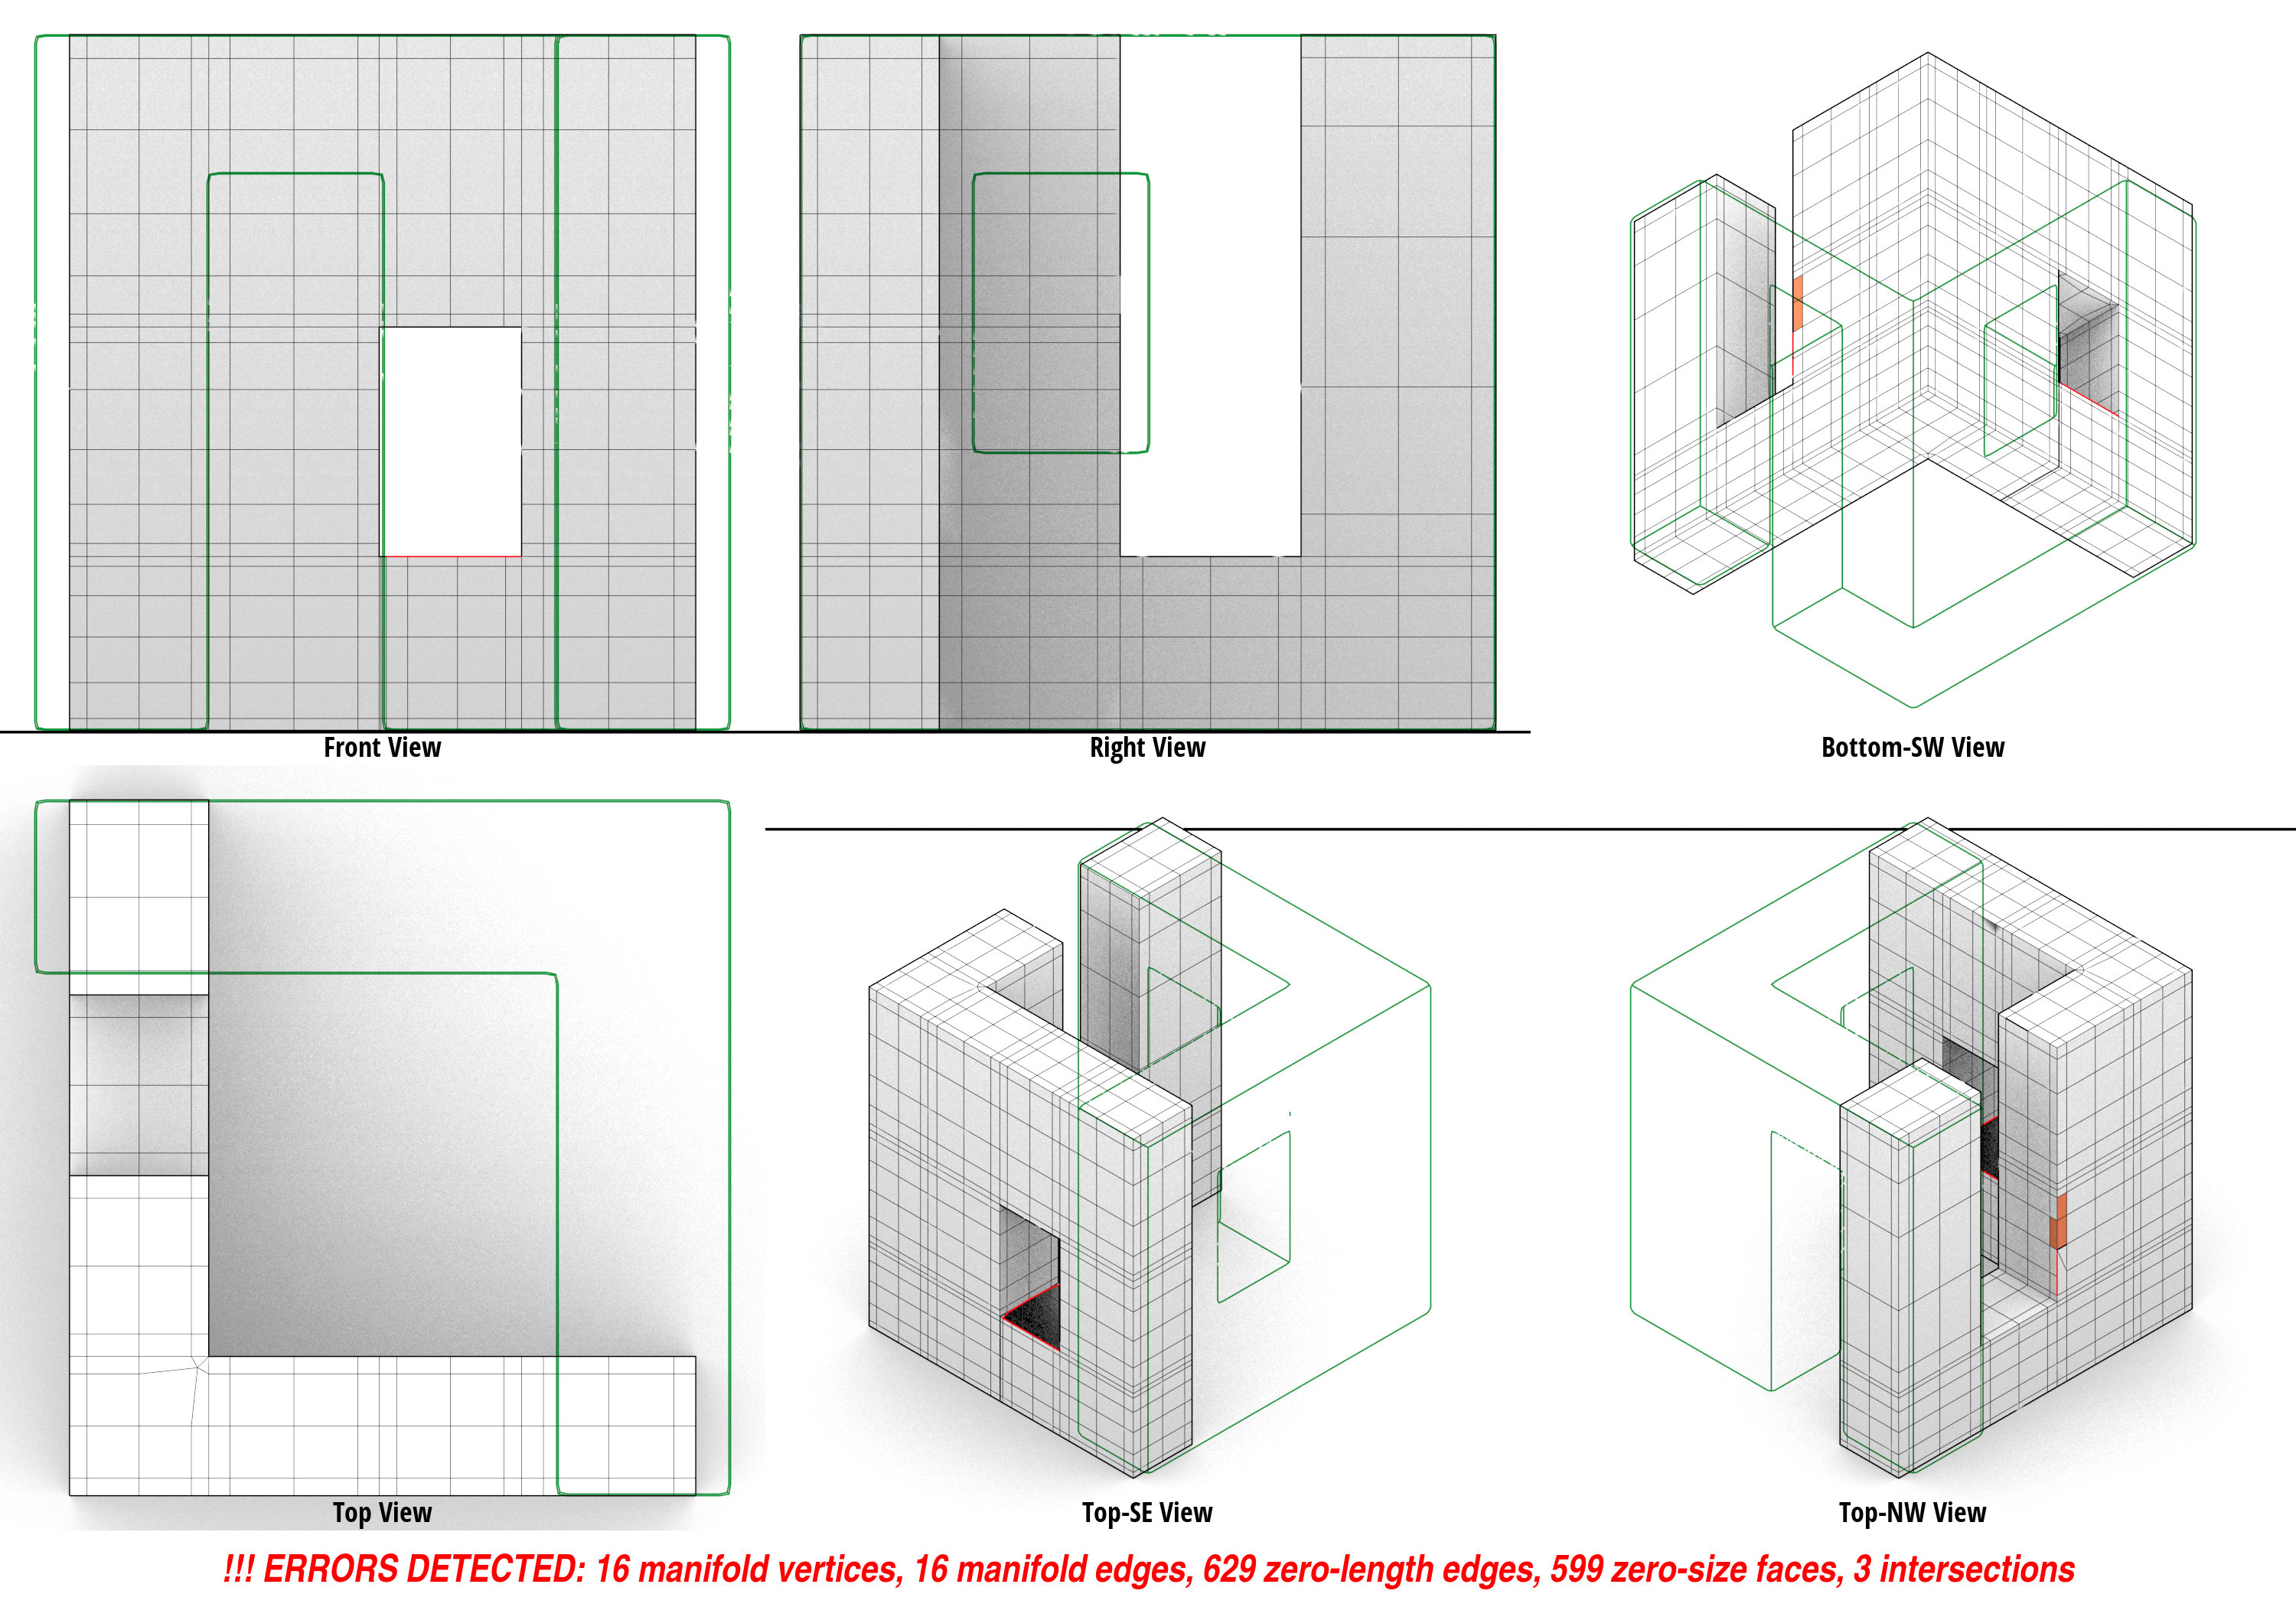 Front View
Right View
Bottom-SW View
Top View
Top-SE View
Top-NW View
!!! ERRORS DETECTED: 16 manifold vertices, 16 manifold edges, 629 zero-length edges, 599 zero-size faces, 3 intersections